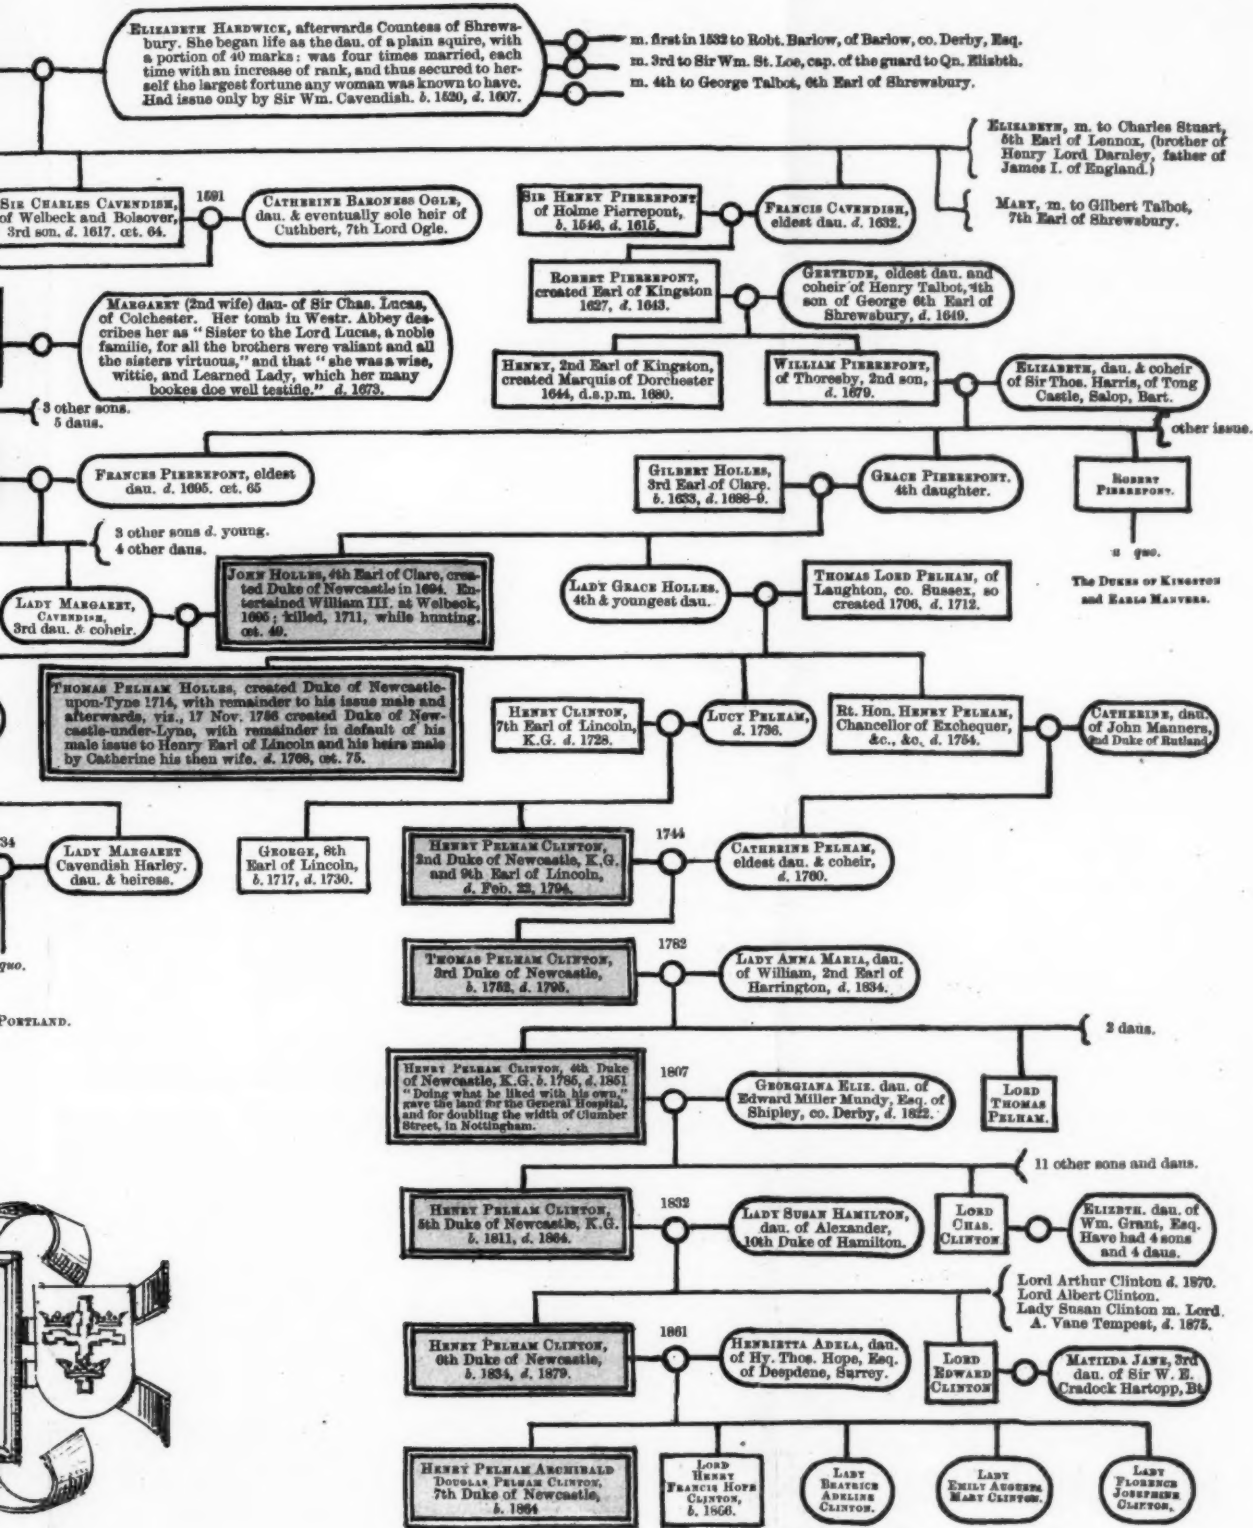 ELIZABETH HARDWICK, afterwards Countess of Shrews-
bury. She began life as the dau. of a plain squire, with
a portion of 40 marks: was four times married, each
time with an increase of rank, and thus secured to her-
self the largest fortune any woman was known to have.
Had issue only by Sir Wm. Cavendish. b. 1520, d. 1607.
m. first in 1532 to Robt. Barlow, of Barlow, co. Derby, Esq.
m. 3rd to Sir Wm. St. Loe, cap. of the guard to Qn. Elizbth.
m. 4th to George Talbot, 6th Earl of Shrewsbury.
ELIZABETH, m. to Charles Stuart,
5th Earl of Lennox, (brother of
Henry Lord Darnley, father of
James I. of England.)
MARY, m. to Gilbert Talbot,
7th Earl of Shrewsbury.
SIR CHARLES CAVENDISH,
of Welbeck and Bolsover,
3rd son, d. 1617. œt. 64.
1591
CATHERINE BARONESS OGLE,
dau. & eventually sole heir of
Cuthbert, 7th Lord Ogle.
SIR HENRY PIERREPONT
of Holme Pierrepont,
b. 1546, d. 1615.
FRANCIS CAVENDISH,
eldest dau. d. 1632.
ROBERT PIERREPONT,
created Earl of Kingston
1627, d. 1643.
GERTRUDE, eldest dau. and
coheir of Henry Talbot, 4th
son of George 6th Earl of
Shrewsbury, d. 1649.
MARGARET (2nd wife) dau- of Sir Chas. Lucas,
of Colchester. Her tomb in Westr. Abbey des-
cribes her as "Sister to the Lord Lucas, a noble
familie, for all the brothers were valiant and all
the sisters virtuous," and that "she was a wise,
wittie, and Learned Lady, which her many
bookes doe well testifie." d. 1673.
HENRY, 2nd Earl of Kingston,
created Marquis of Dorchester
1644, d.s.p.m. 1680.
WILLIAM PIERREPONT,
of Thoresby, 2nd son,
d. 1679.
ELIZABETH, dau. & coheir
of Sir Thos. Harris, of Tong
Castle, Salop, Bart.
3 other sons.
5 daus.
other issue.
FRANCES PIERREPONT, eldest
dau. d. 1695. œt. 65
GILBERT HOLLES,
3rd Earl of Clare.
b. 1633, d. 1688-9.
GRACE PIERREPONT.
4th daughter.
ROBERT
PIERREPONT.
a quo.
The DUKES OF KINGSTON
and EARLS MANVERS.
3 other sons d. young.
4 other daus.
LADY MARGARET,
CAVENDISH,
3rd dau. & coheir.
JOHN HOLLES, 4th Earl of Clare, crea-
ted Duke of Newcastle in 1694. En-
tertained William III. at Welbeck,
1695; killed, 1711, while hunting.
œt. 49.
LADY GRACE HOLLES.
4th & youngest dau.
THOMAS LORD PELHAM, of
Laughton, co. Sussex, so
created 1706, d. 1712.
THOMAS PELHAM HOLLES, created Duke of Newcastle-
upon-Tyne 1714, with remainder to his issue male and
afterwards, viz., 17 Nov. 1756 created Duke of New-
castle-under-Lyne, with remainder in default of his
male issue to Henry Earl of Lincoln and his heirs male
by Catherine his then wife. d. 1768, œt. 75.
HENRY CLINTON,
7th Earl of Lincoln,
K.G. d. 1728.
LUCY PELHAM,
d. 1736.
Rt. Hon. HENRY PELHAM,
Chancellor of Exchequer,
&c., &c., d. 1754.
CATHERINE, dau.
of John Manners,
2nd Duke of Rutland
34
LADY MARGARET
Cavendish Harley.
dau. & heiress.
GEORGE, 8th
Earl of Lincoln,
b. 1717, d. 1730.
HENRY PELHAM CLINTON,
2nd Duke of Newcastle, K.G.
and 9th Earl of Lincoln,
d. Feb. 22, 1794.
1744
CATHERINE PELHAM,
eldest dau. & coheir,
d. 1760.
quo.
PORTLAND.
THOMAS PELHAM CLINTON,
3rd Duke of Newcastle,
b. 1752, d. 1795.
1782
LADY ANNA MARIA, dau.
of William, 2nd Earl of
Harrington, d. 1834.
2 daus.
HENRY PELHAM CLINTON, 4th Duke
of Newcastle, K.G. b. 1785, d. 1851
"Doing what he liked with his own,"
gave the land for the General Hospital,
and for doubling the width of Clumber
Street, in Nottingham.
1807
GEORGIANA ELIZ. dau. of
Edward Miller Mundy, Esq. of
Shipley, co. Derby, d. 1822.
LORD
THOMAS
PELHAM.
11 other sons and daus.
HENRY PELHAM CLINTON,
5th Duke of Newcastle, K.G.
b. 1811, d. 1864.
1832
LADY SUSAN HAMILTON,
dau. of Alexander,
10th Duke of Hamilton.
LORD
CHAS.
CLINTON.
ELIZBTH. dau. of
Wm. Grant, Esq.
Have had 4 sons
and 4 daus.
Lord Arthur Clinton d. 1870.
Lord Albert Clinton.
Lady Susan Clinton m. Lord
A. Vane Tempest, d. 1875.
HENRY PELHAM CLINTON,
6th Duke of Newcastle,
b. 1834, d. 1879.
1861
HENRIETTA ADELA, dau.
of Hy. Thos. Hope, Esq.
of Deepdene, Surrey.
LORD
EDWARD
CLINTON
MATILDA JANE, 3rd
dau. of Sir W. E.
Cradock Hartopp, Bt.
HENRY PELHAM ARCHIBALD
DOUGLAS PELHAM CLINTON,
7th Duke of Newcastle,
b. 1864
LORD
HENRY
FRANCIS HOPE
CLINTON,
b. 1866.
LADY
BEATRICE
ADELINE
CLINTON.
LADY
EMILY AUGUSTA
MARY CLINTON.
LADY
FLORENCE
JOSEPHINE
CLINTON.